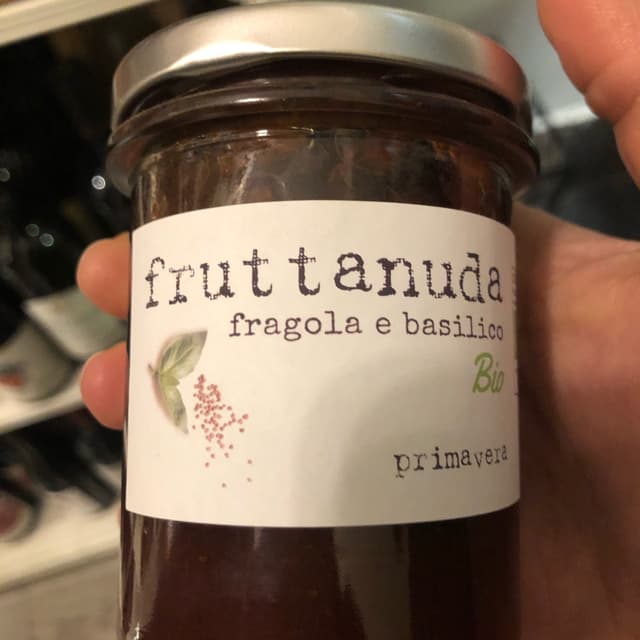 fruttanuda
fragola e basilico
Bio
primavera